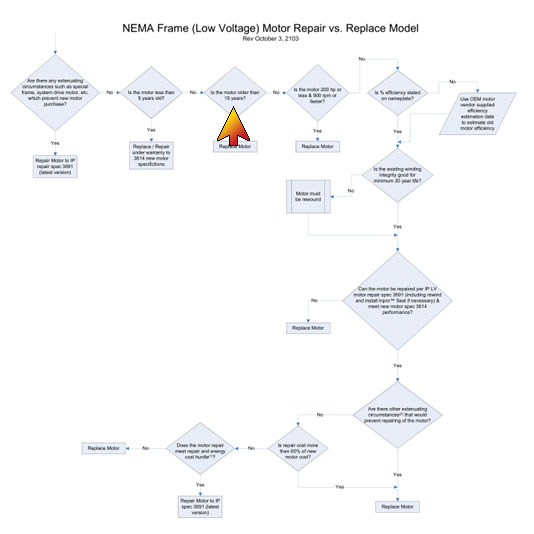 NEMA Frame (Low Voltage) Motor Repair vs. Replace Model
Rev October 3, 2103
Are there any extenuating
circumstances such as special
frame, system drive motor, etc.
which prevent new motor
purchase?
No
Is the motor less than
5 years old?
No
Is the motor older than
15 years?
No
Is the motor 200 hp or
less & 900 rpm or
faster?
No
Is % efficiency stated
on nameplate?
No
Use OEM motor
vendor supplied
efficiency
estimation data
to estimate old
motor efficiency
Yes
Repair Motor to IP
repair spec 3691
(latest version)
Yes
Replace / Repair
under warranty to
3614 new motor
specifictions
Replace Motor
Yes
Replace Motor
Yes
Is the existing winding
integrity good for
minimum 20 year life?
No
Motor must
be rewound
Yes
Can the motor be repaired per IP LV
motor repair spec 3691 (including rewind
and install Inpro™ Seal if necessary) &
meet new motor spec 3614
performance?
No
Replace Motor
Yes
Are there other extenuating
circumstances that would
prevent repairing of the motor?
No
Is repair cost more
than 65% of new
motor cost?
No
Does the motor repair
meet repair and energy
cost hurdle
No
Replace Motor
Yes
Repair Motor to IP
spec 3691 (latest
version)
Yes
Yes
Replace Motor